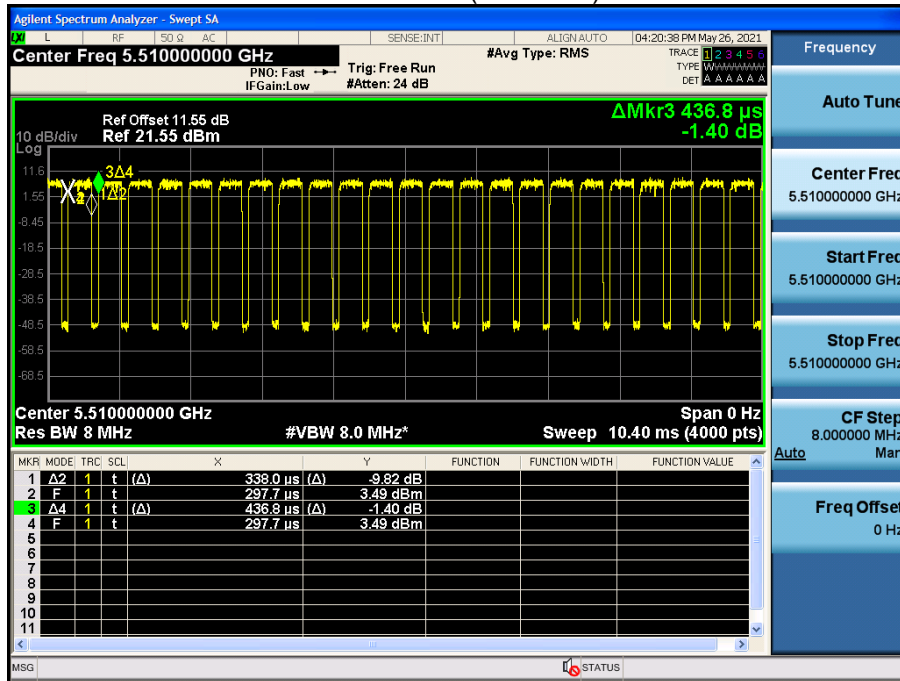 Agilent Spectrum Analyzer - Swept SA
LXI L RF 50 Ω AC SENSE:INT ALIGN AUTO 04:20:38 PM May 26, 2021
Center Freq 5.510000000 GHz #Avg Type: RMS TRACE 1 2 3 4 5 6
PNO: Fast Trig: Free Run TYPE WWWWWW
IFGain:Low #Atten: 24 dB DET A A A A A A
Frequency
Auto Tune
ΔMkr3 436.8 µs
-1.40 dB
Ref Offset 11.55 dB
10 dB/div Ref 21.55 dBm
Log
11.6
1.55
-8.45
-18.5
-28.5
-38.5
-48.5
-58.5
-68.5
3Δ4
1Δ2
Center Freq
5.510000000 GHz
Start Freq
5.510000000 GHz
Stop Freq
5.510000000 GHz
CF Step
8.000000 MHz
Auto Man
Freq Offset
0 Hz
Center 5.510000000 GHz Span 0 Hz
Res BW 8 MHz #VBW 8.0 MHz* Sweep 10.40 ms (4000 pts)
MKR MODE TRC SCL X Y FUNCTION FUNCTION WIDTH FUNCTION VALUE
1 Δ2 1 t (Δ) 338.0 µs (Δ) -9.82 dB
2 F 1 t 297.7 µs 3.49 dBm
3 Δ4 1 t (Δ) 436.8 µs (Δ) -1.40 dB
4 F 1 t 297.7 µs 3.49 dBm
5
6
7
8
9
10
11
MSG STATUS